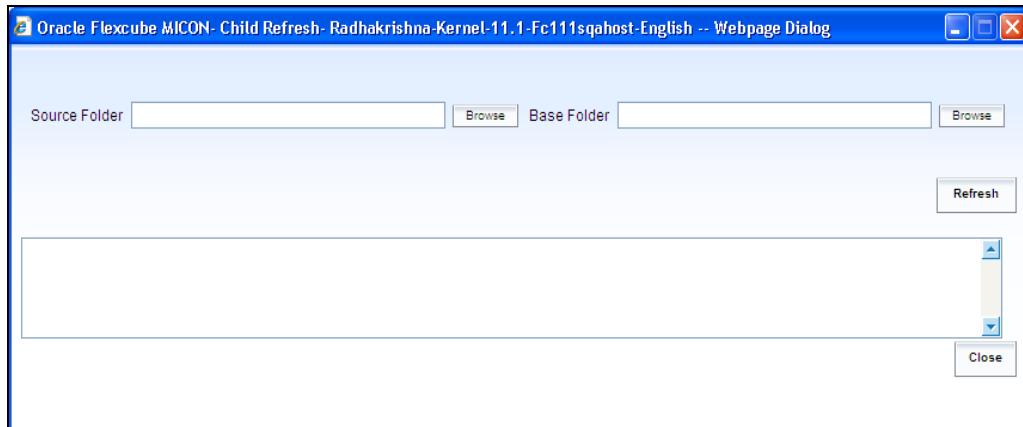 Oracle Flexcube MICON- Child Refresh- Radhakrishna-Kernel-11.1-Fc111sqahost-English -- Webpage Dialog
Source Folder Browse Base Folder Browse
Refresh
Close